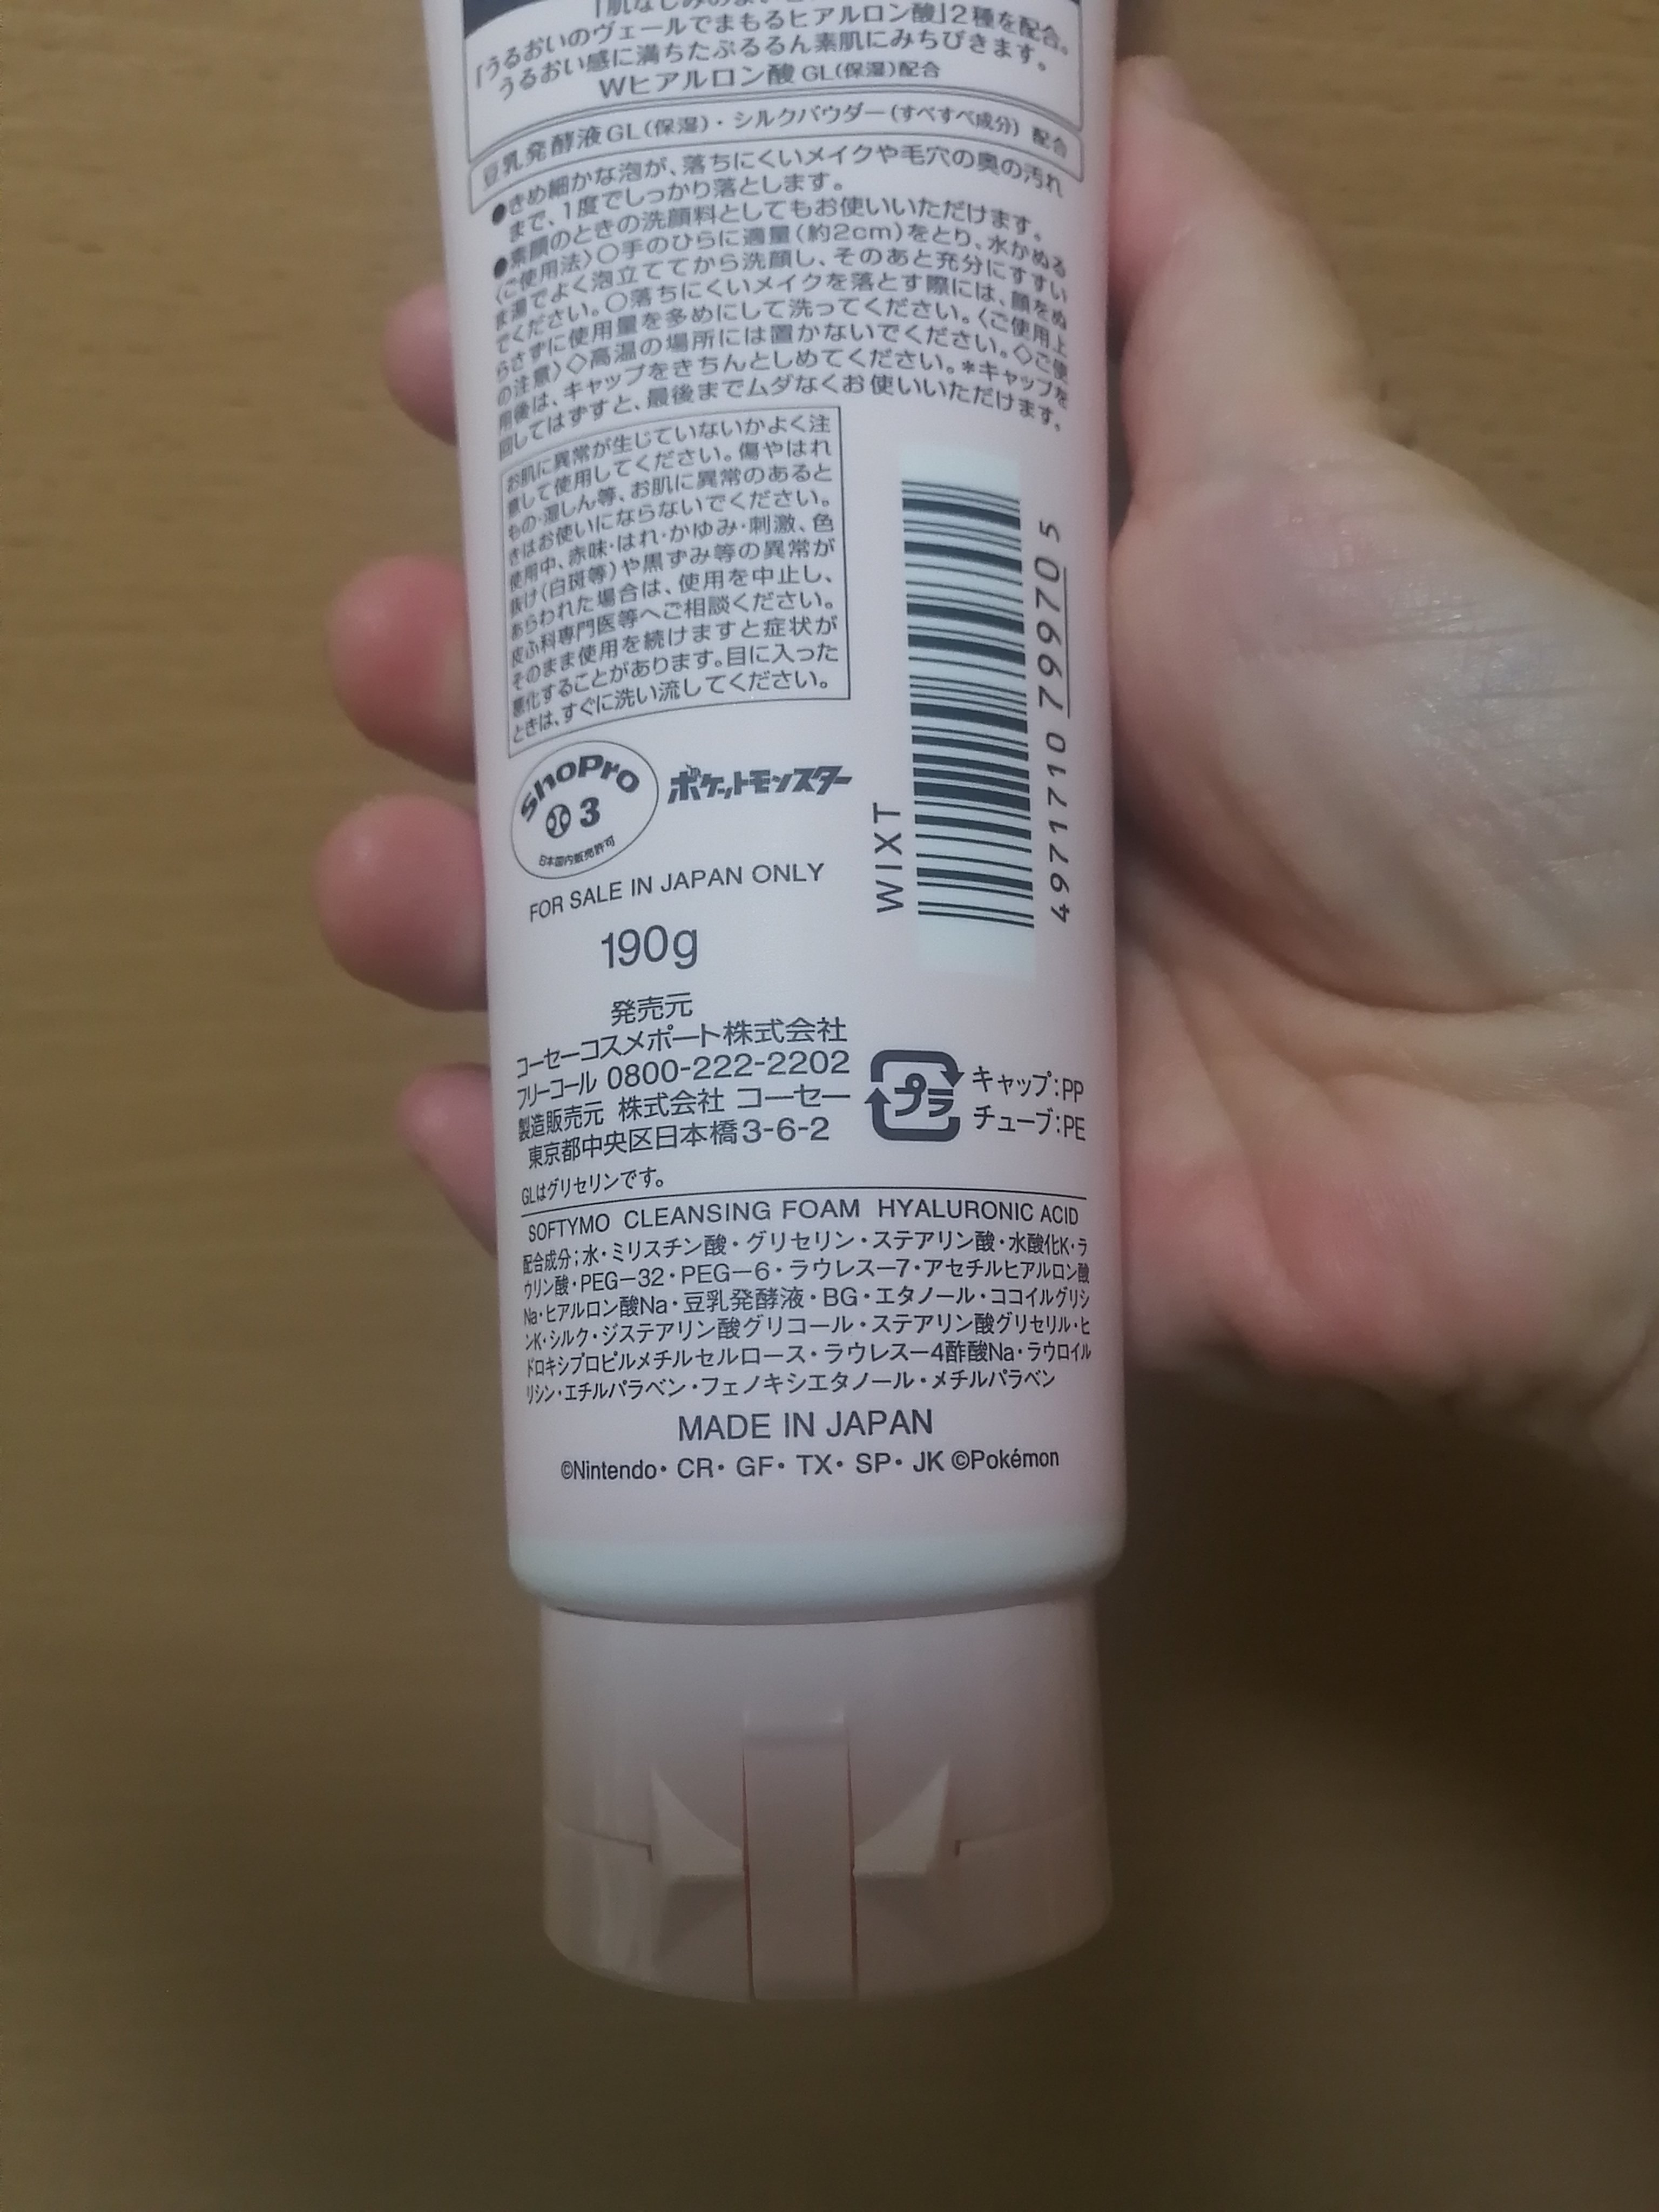 「うるおいのヴェールでまもるヒアルロン酸」2種を配合。
うるおい感に満ちたぷるるん素肌にみちびきます。
Wヒアルロン酸 GL(保湿)配合
豆乳発酵液GL(保湿)・シルクパウダー(すべすべ成分) 配合
●きめ細かな泡が、落ちにくいメイクや毛穴の奥の汚れ
まで、1度でしっかり落とします。
●素顔のときの洗顔料としてもお使いいただけます。
〈ご使用法〉〇手のひらに適量(約2cm)をとり、水かぬる
ま湯でよく泡立ててから洗顔し、そのあと充分にすすい
でください。〇落ちにくいメイクを落とす際には、顔をぬ
らさずに使用量を多めにして洗ってください。〈ご使用上
の注意〉◇高温の場所には置かないでください。◇ご使
用後は、キャップをきちんとしめてください。*キャップを
回してはずすと、最後までムダなくお使いいただけます。
お肌に異常が生じていないかよく注
意して使用してください。傷やはれ
もの・湿しん等、お肌に異常のあると
きはお使いにならないでください。
使用中、赤味・はれ・かゆみ・刺激、色
抜け(白斑等)や黒ずみ等の異常が
あらわれた場合は、使用を中止し、
皮ふ科専門医等へご相談ください。
そのまま使用を続けますと症状が
悪化することがあります。目に入った
ときは、すぐに洗い流してください。
ShoPro
小3
日本国内販売許可
ポケットモンスター
FOR SALE IN JAPAN ONLY
WIXT
4971710 799705
190g
発売元
コーセーコスメポート株式会社
フリーコール 0800-222-2202
製造販売元 株式会社 コーセー
東京都中央区日本橋3-6-2
プラ
キャップ:PP
チューブ:PE
GLはグリセリンです。
SOFTYMO CLEANSING FOAM HYALURONIC ACID
配合成分;水・ミリスチン酸・グリセリン・ステアリン酸・水酸化K・ラ
ウリン酸・PEG-32・PEG-6・ラウレス-7・アセチルヒアルロン酸
Na・ヒアルロン酸Na・豆乳発酵液・BG・エタノール・ココイルグリシ
ンK・シルク・ジステアリン酸グリコール・ステアリン酸グリセリル・ヒ
ドロキシプロピルメチルセルロース・ラウレス-4酢酸Na・ラウロイル
リシン・エチルパラベン・フェノキシエタノール・メチルパラベン
MADE IN JAPAN
©Nintendo・CR・GF・TX・SP・JK ©Pokémon